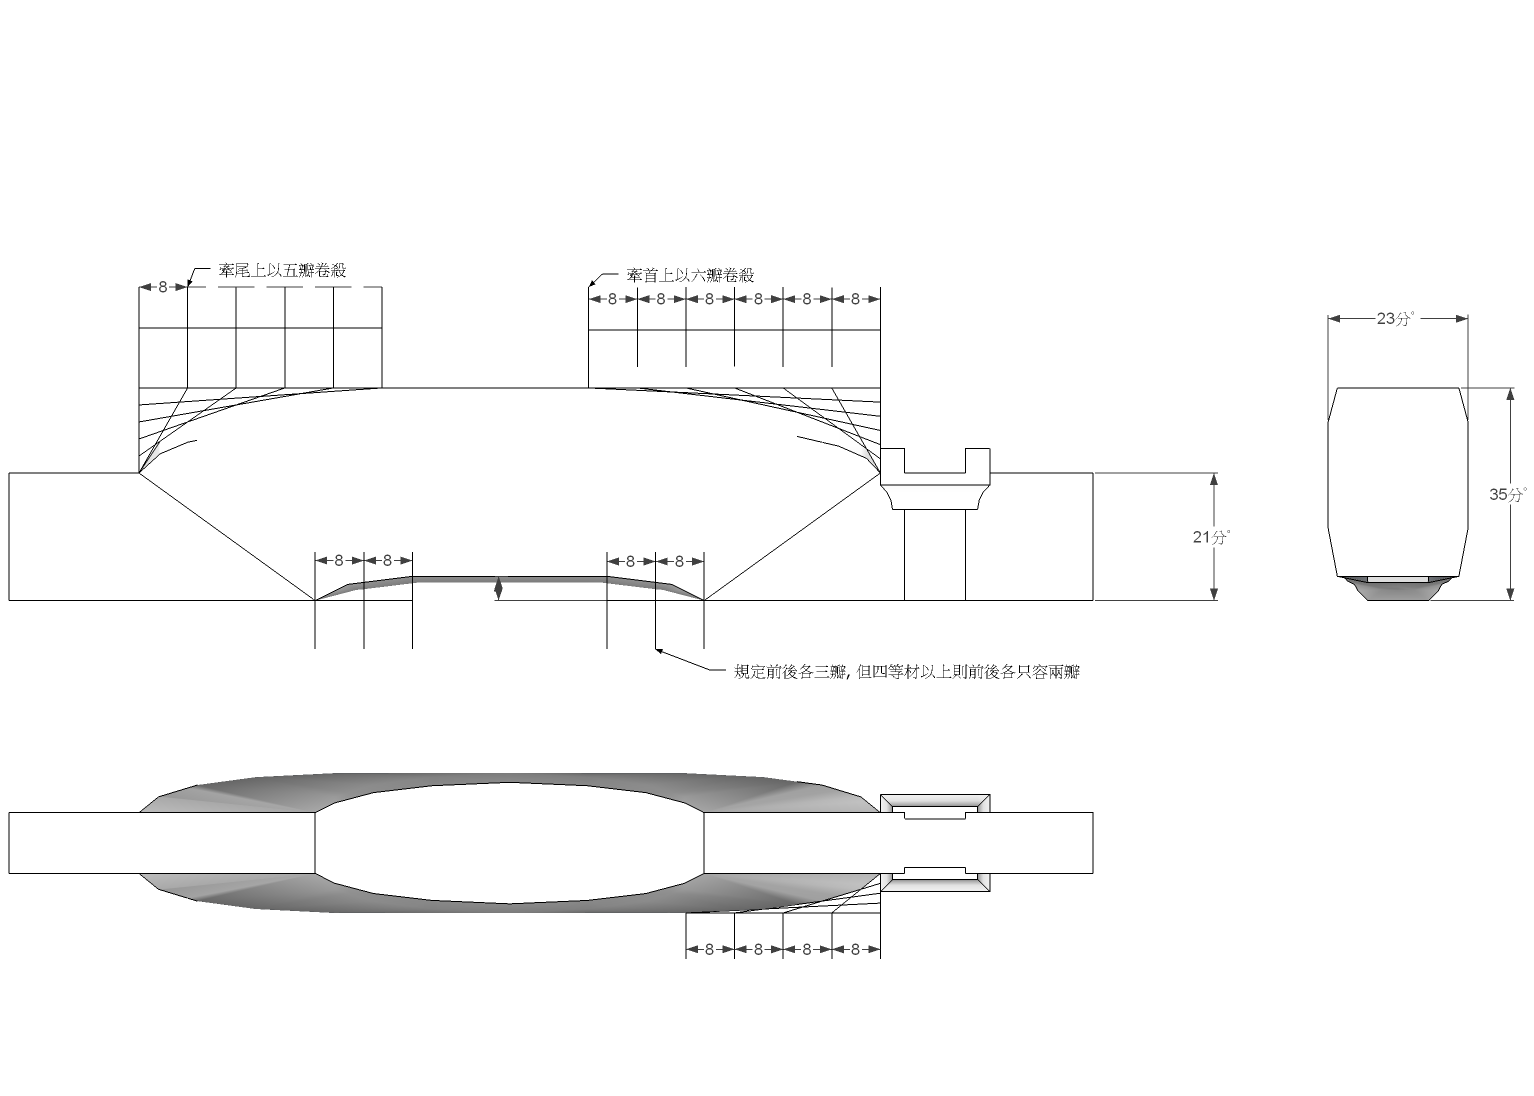 牽尾上以五瓣卷殺
8
牽首上以六瓣卷殺
8 8 8 8 8 8
23分°
35分°
21分°
8 8
8 8
規定前後各三瓣, 但四等材以上則前後各只容兩瓣
8 8 8 8